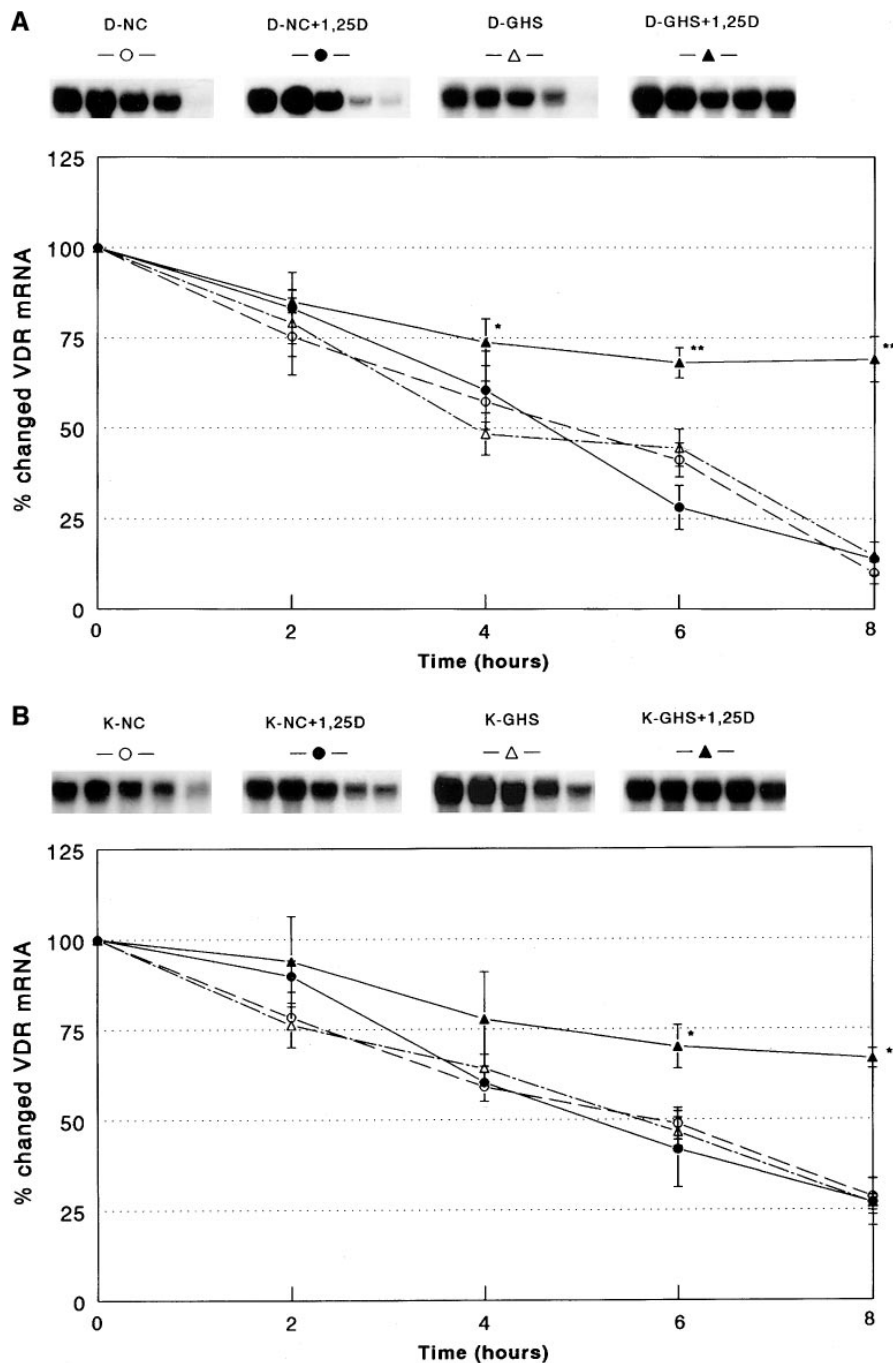 A
D-NC D-NC+1,25D D-GHS D-GHS+1,25D
125
100
75
50
25
0
% changed VDR mRNA
*
**
**
0 2 4 6 8
Time (hours)
B
K-NC K-NC+1,25D K-GHS K-GHS+1,25D
125
100
75
50
25
0
% changed VDR mRNA
*
*
0 2 4 6 8
Time (hours)